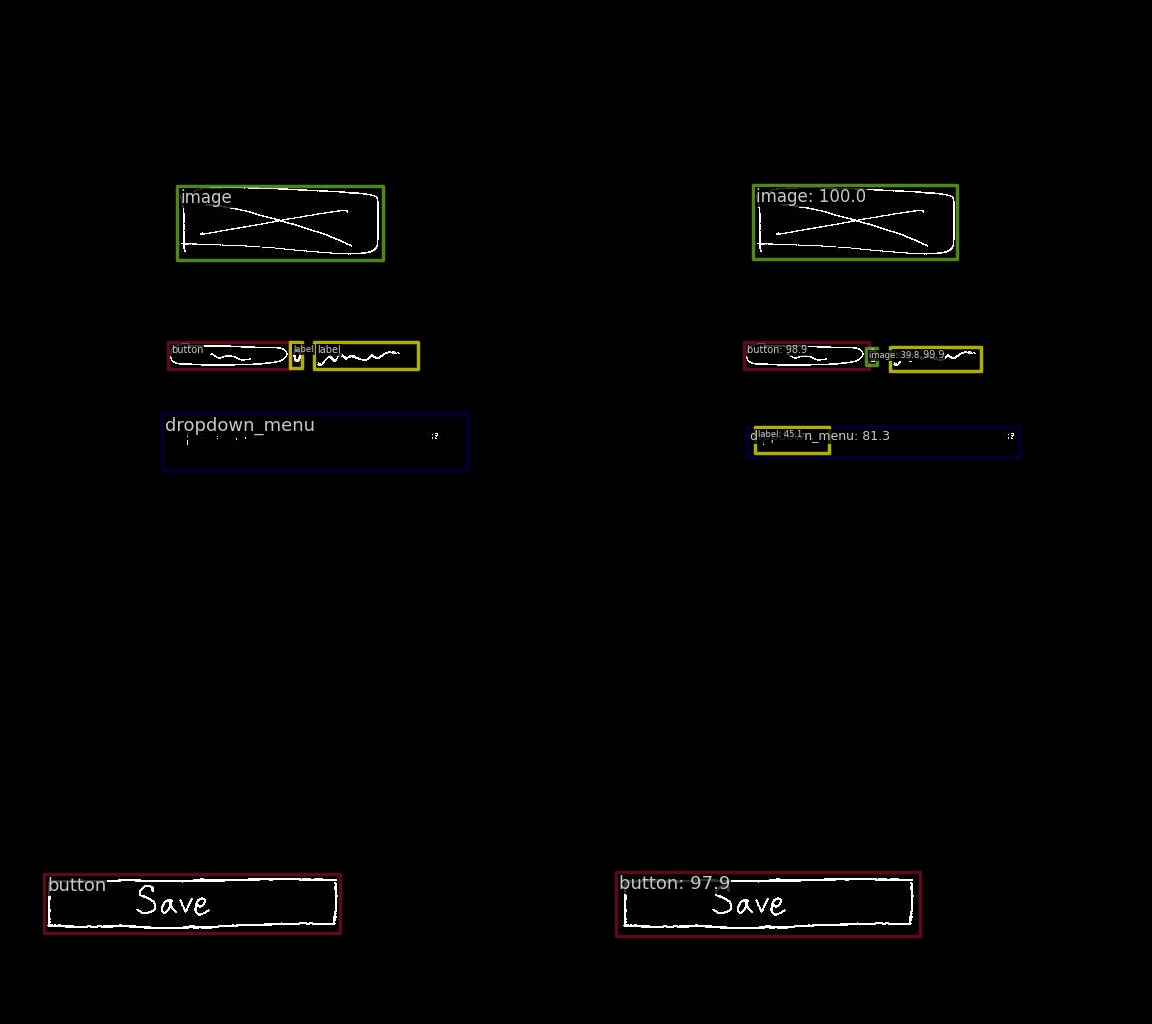 image image: 100.0
button label label button: 98.9 image: 39.8 99.9
dropdown_menu label: 45.1 n_menu: 81.3
button button: 97.9
Save Save